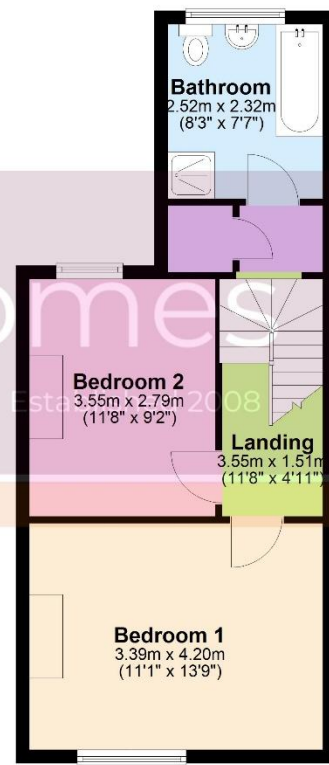 Bathroom
2.52m x 2.32m
(8'3" x 7'7")
omes
Bedroom 2
3.55m x 2.79m
(11'8" x 9'2")
Established 2008
Landing
3.55m x 1.51m
(11'8" x 4'11")
Bedroom 1
3.39m x 4.20m
(11'1" x 13'9")